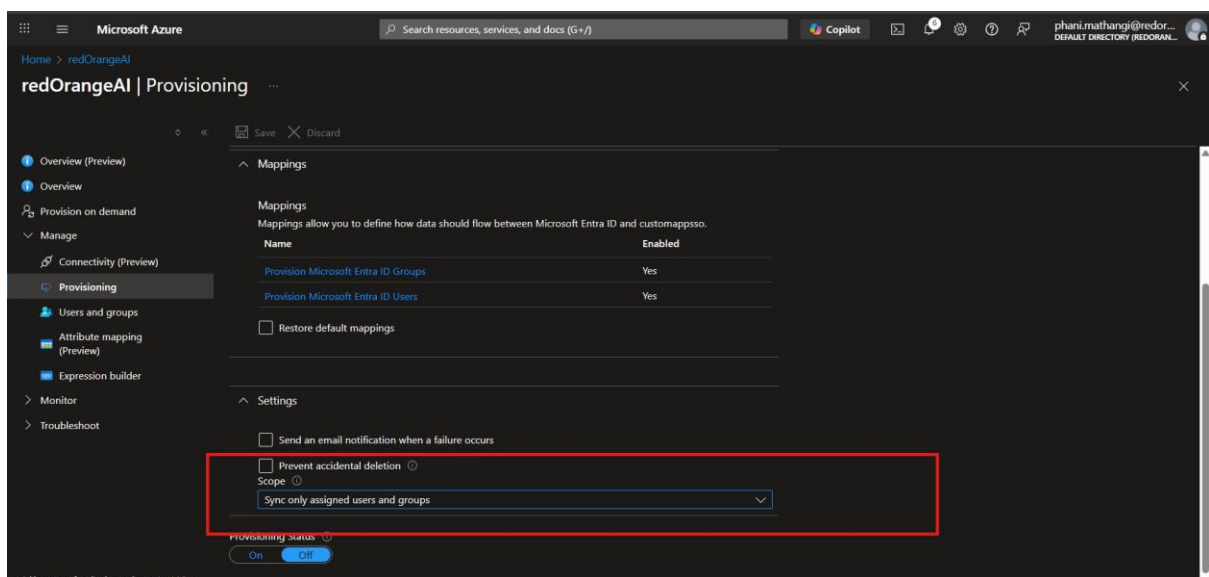 Microsoft Azure
Search resources, services, and docs (G+/)
Copilot
6
phani.mathangi@redor...
DEFAULT DIRECTORY (REDORAN...
Home > redOrangeAI
redOrangeAI | Provisioning ...
Save Discard
Overview (Preview)
Overview
Provision on demand
Manage
Connectivity (Preview)
Provisioning
Users and groups
Attribute mapping
(Preview)
Expression builder
Monitor
Troubleshoot
Mappings
Mappings
Mappings allow you to define how data should flow between Microsoft Entra ID and customappsso.
Name Enabled
Provision Microsoft Entra ID Groups Yes
Provision Microsoft Entra ID Users Yes
Restore default mappings
Settings
Send an email notification when a failure occurs
Prevent accidental deletion
Scope
Sync only assigned users and groups
Provisioning Status
On Off